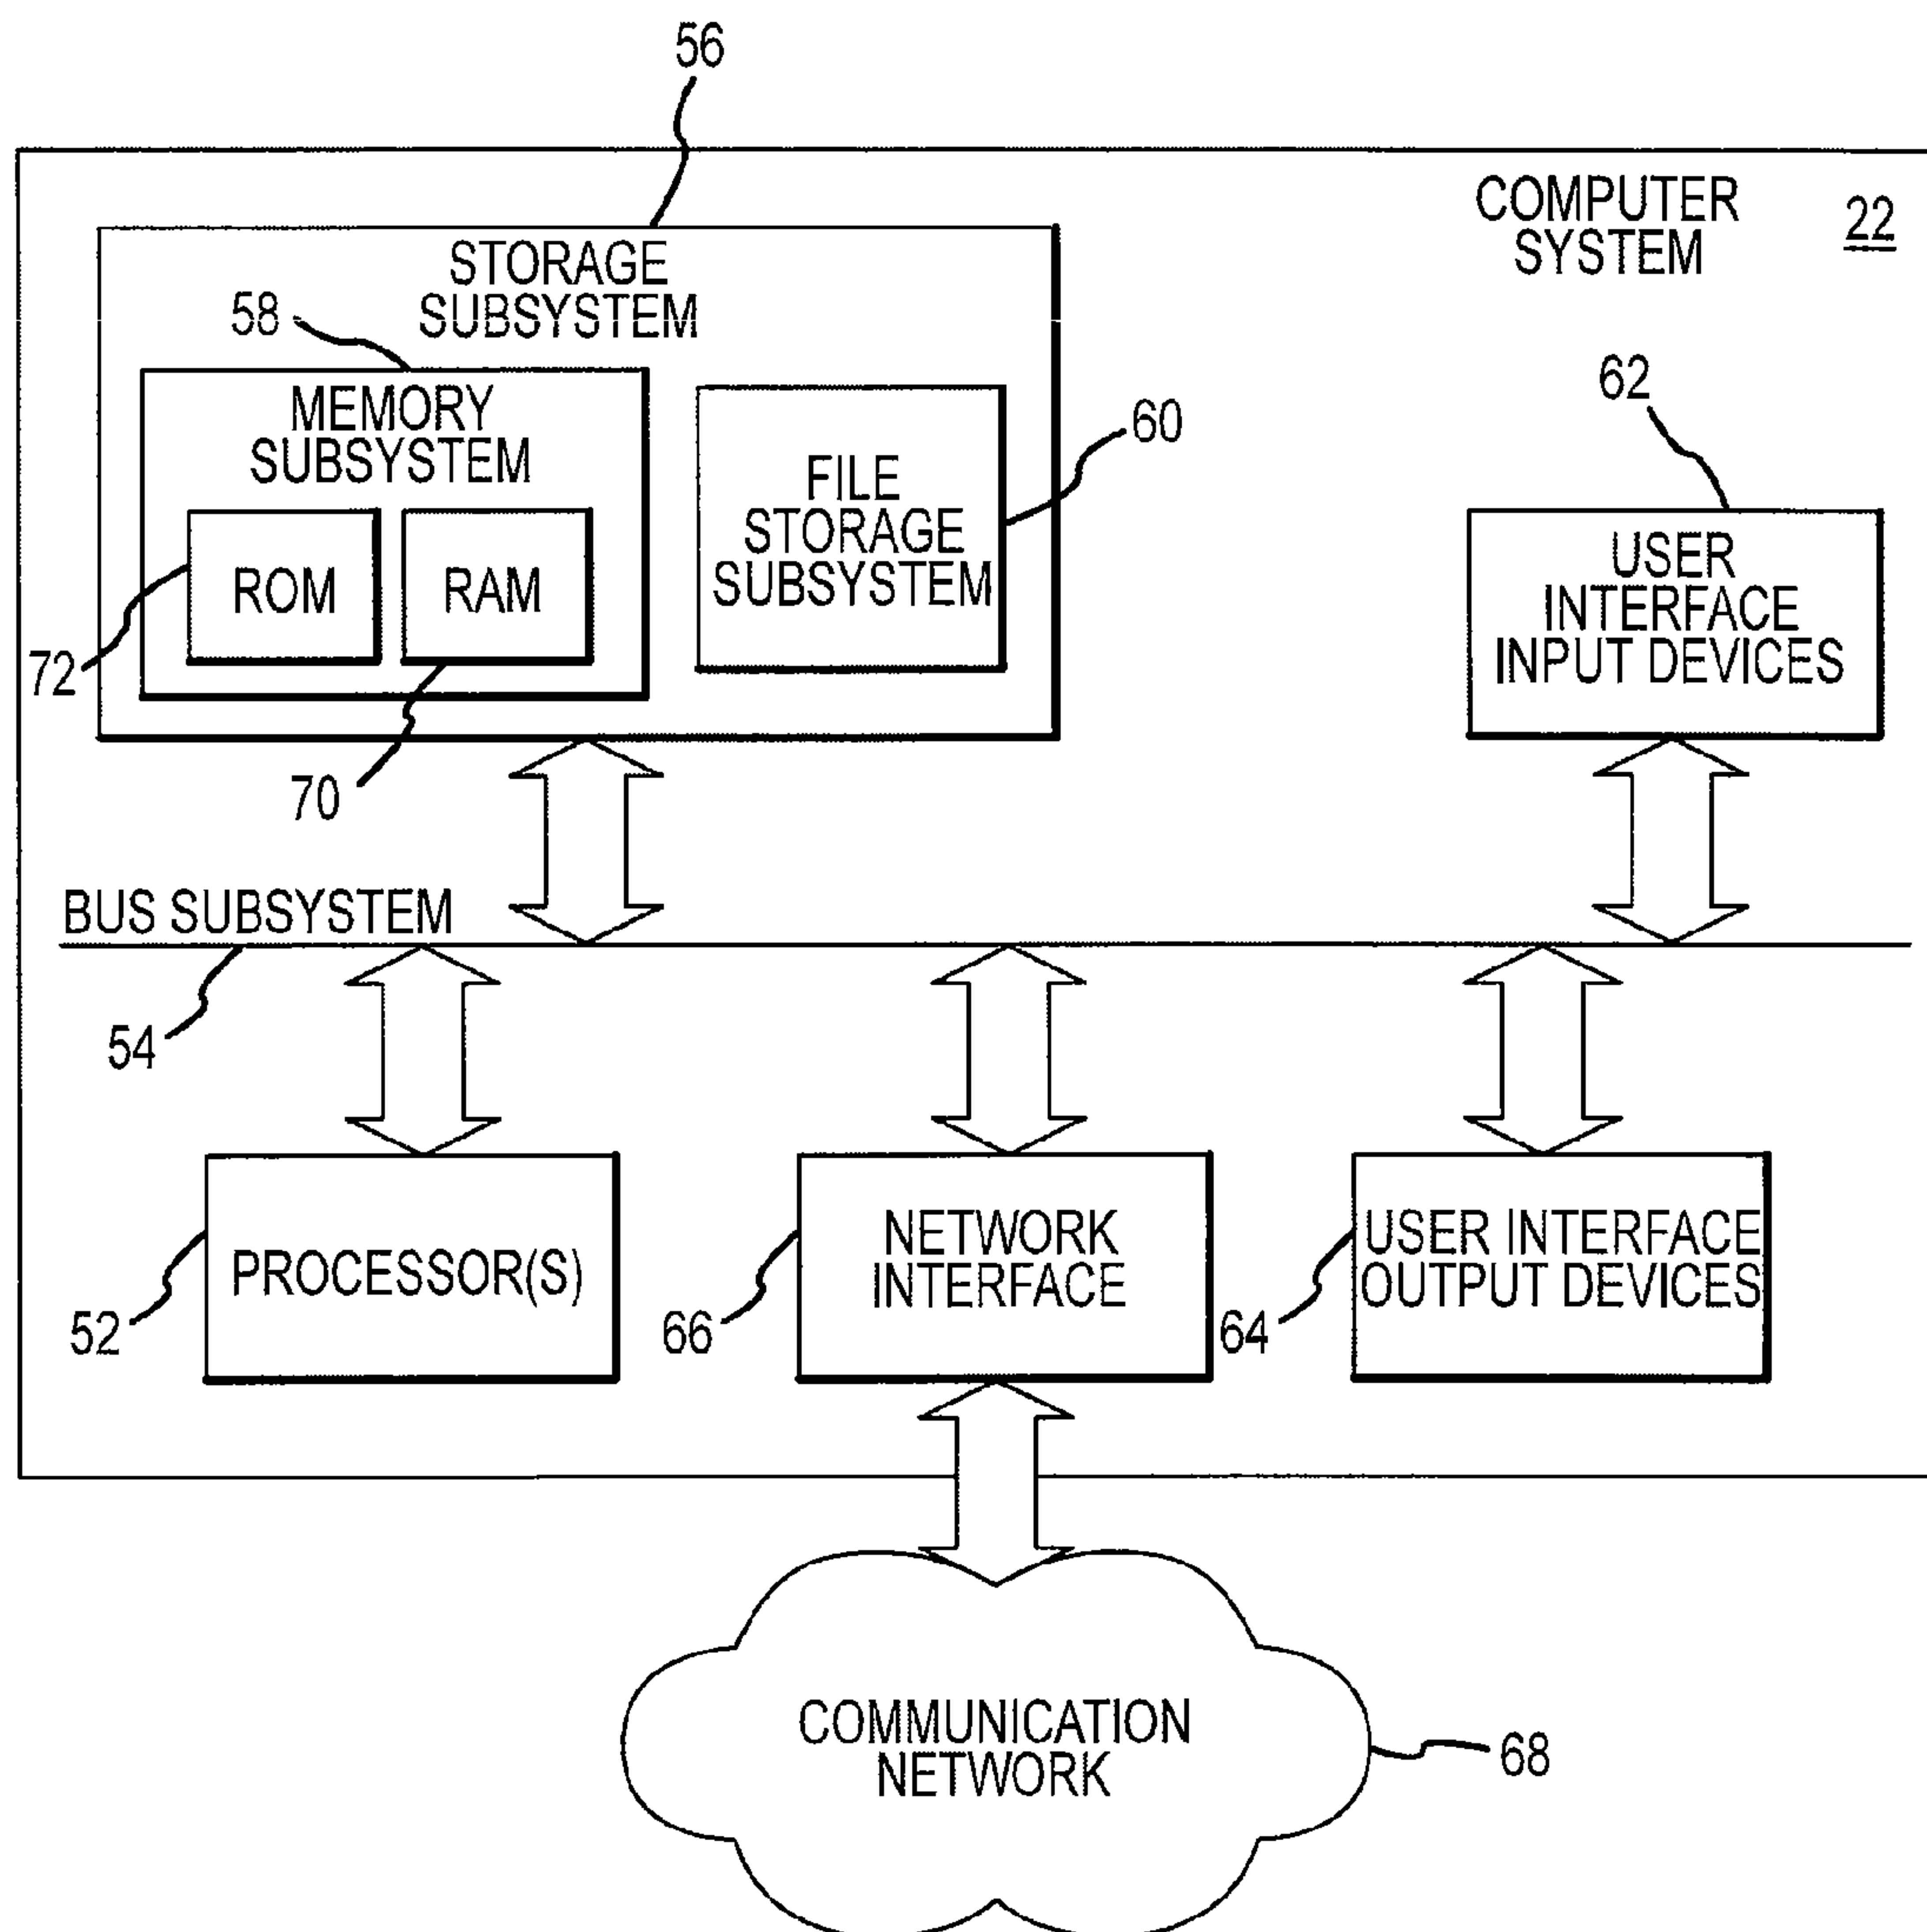 56
COMPUTER
SYSTEM
22
STORAGE
SUBSYSTEM
58
MEMORY
SUBSYSTEM
62
60
FILE
STORAGE
SUBSYSTEM
ROM
RAM
USER
INTERFACE
INPUT DEVICES
72
70
BUS SUBSYSTEM
54
PROCESSOR(S)
NETWORK
INTERFACE
USER INTERFACE
OUTPUT DEVICES
52
66
64
COMMUNICATION
NETWORK
68